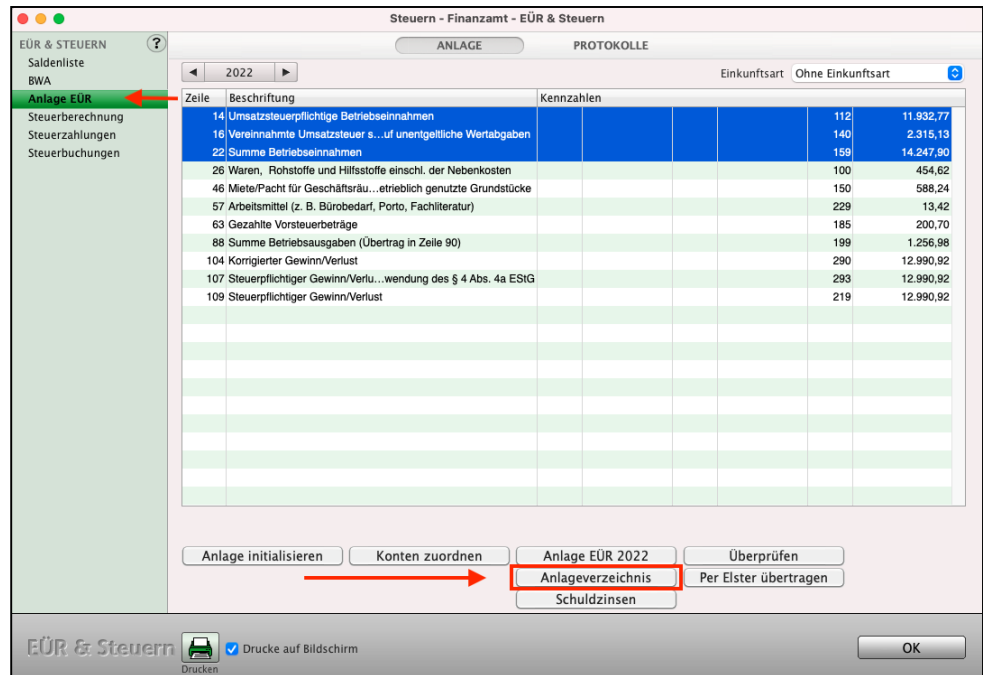 Steuern - Finanzamt - EÜR & Steuern
EÜR & STEUERN ?
Saldenliste
BWA
Anlage EÜR
Steuerberechnung
Steuerzahlungen
Steuerbuchungen
ANLAGE PROTOKOLLE
2022 Einkunftsart Ohne Einkunftsart
Zeile Beschriftung Kennzahlen
14 Umsatzsteuerpflichtige Betriebseinnahmen 112 11.932,77
16 Vereinnahmte Umsatzsteuer s...uf unentgeltliche Wertabgaben 140 2.315,13
22 Summe Betriebseinnahmen 159 14.247,90
26 Waren, Rohstoffe und Hilfsstoffe einschl. der Nebenkosten 100 454,62
46 Miete/Pacht für Geschäftsräu...etrieblich genutzte Grundstücke 150 588,24
57 Arbeitsmittel (z. B. Bürobedarf, Porto, Fachliteratur) 229 13,42
63 Gezahlte Vorsteuerbeträge 185 200,70
88 Summe Betriebsausgaben (Übertrag in Zeile 90) 199 1.256,98
104 Korrigierter Gewinn/Verlust 290 12.990,92
107 Steuerpflichtiger Gewinn/Verlu...wendung des § 4 Abs. 4a EStG 293 12.990,92
109 Steuerpflichtiger Gewinn/Verlust 219 12.990,92
Anlage initialisieren Konten zuordnen Anlage EÜR 2022 Überprüfen
Anlageverzeichnis Per Elster übertragen
Schuldzinsen
EÜR & Steuern Drucke auf Bildschirm OK
Drucken